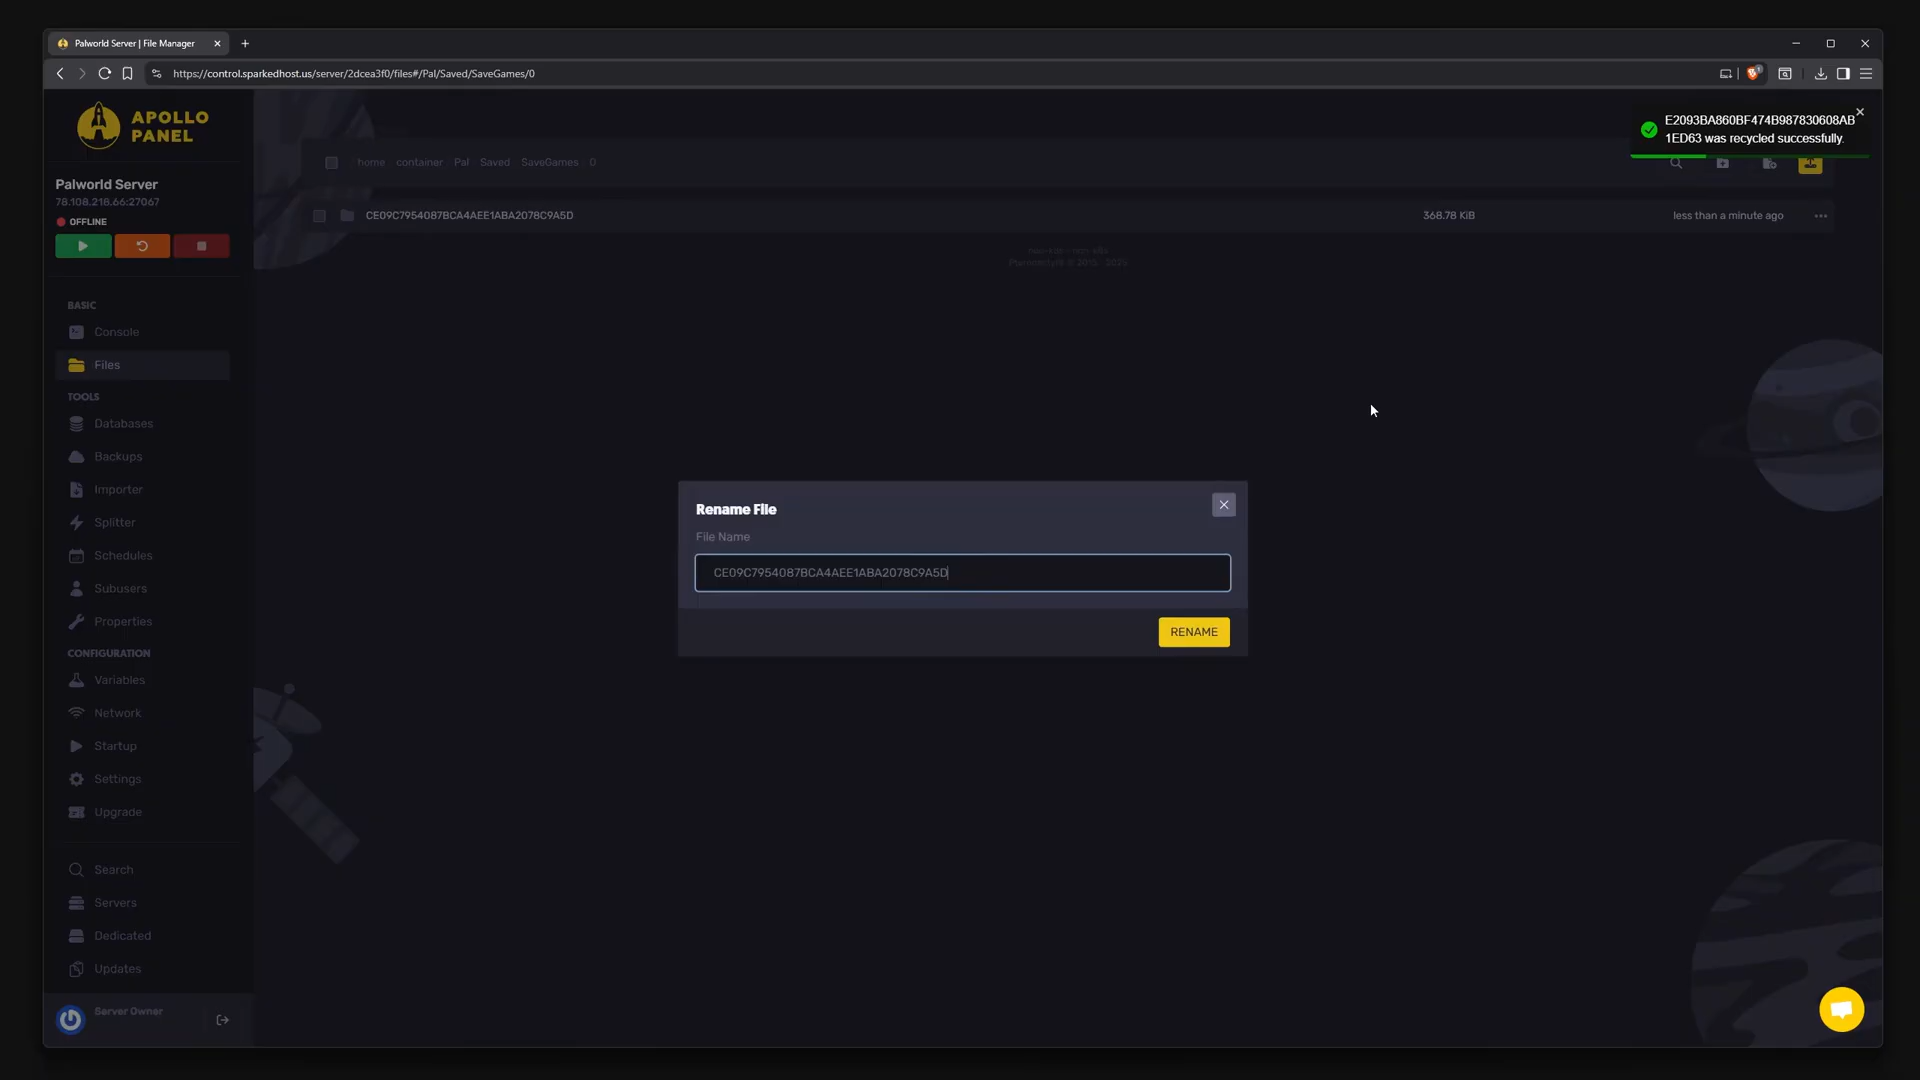 Palworld Server | File Manager
https://control.sparkedhost.us/server/2dcea3f0/files#/Pal/Saved/SaveGames/0
APOLLO
PANEL
E2093BA860BF474B987830608AB
1ED63 was recycled successfully.
home container Pal Saved SaveGames 0
Palworld Server
78.108.218.66:27067
OFFLINE
CE09C7954087BCA4AEE1ABA2078C9A5D 368.78 KiB less than a minute ago
Pterodactyl® © 2015 - 2025
BASIC
Console
Files
TOOLS
Databases
Backups
Importer
Splitter
Schedules
Subusers
Properties
CONFIGURATION
Variables
Network
Startup
Settings
Upgrade
Search
Servers
Dedicated
Updates
Server Owner
Rename File
File Name
CE09C7954087BCA4AEE1ABA2078C9A5D
RENAME